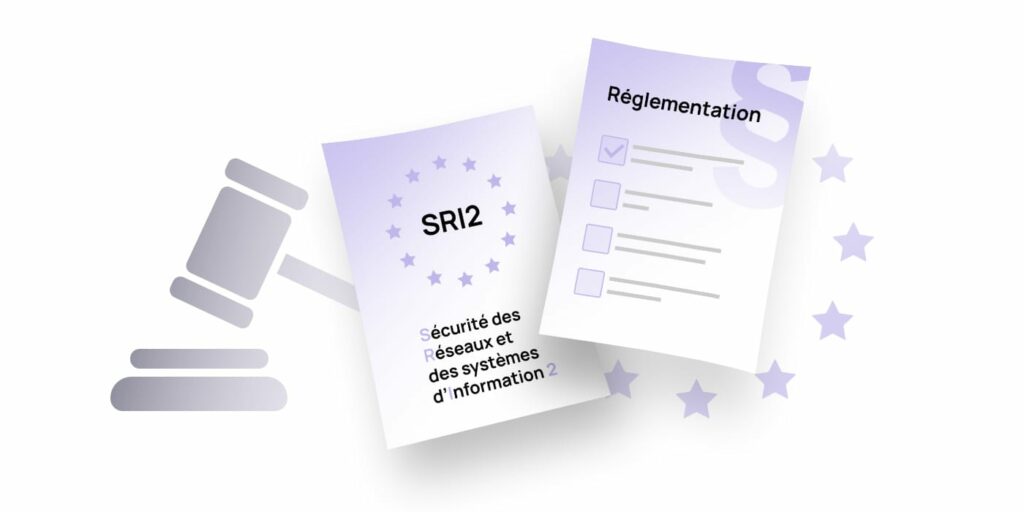 SRI2
Sécurité des
Réseaux et
des systèmes
d'Information 2
Réglementation
§